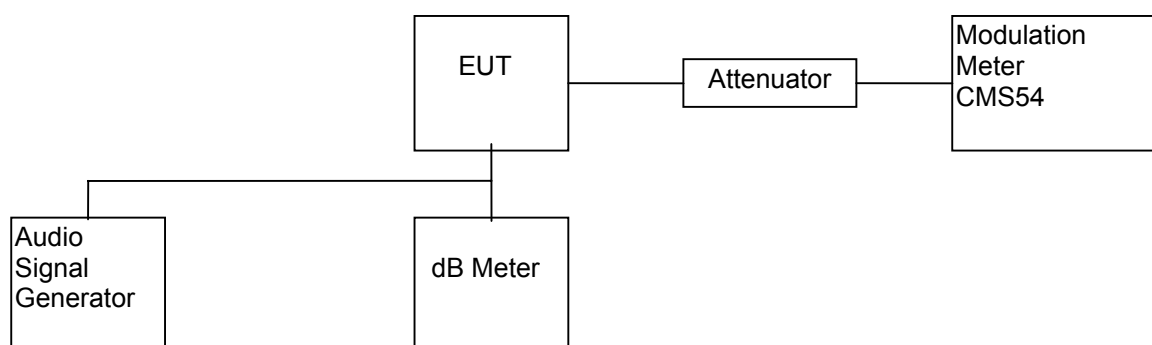 EUT
Attenuator
Modulation
Meter
CMS54
Audio
Signal
Generator
dB Meter